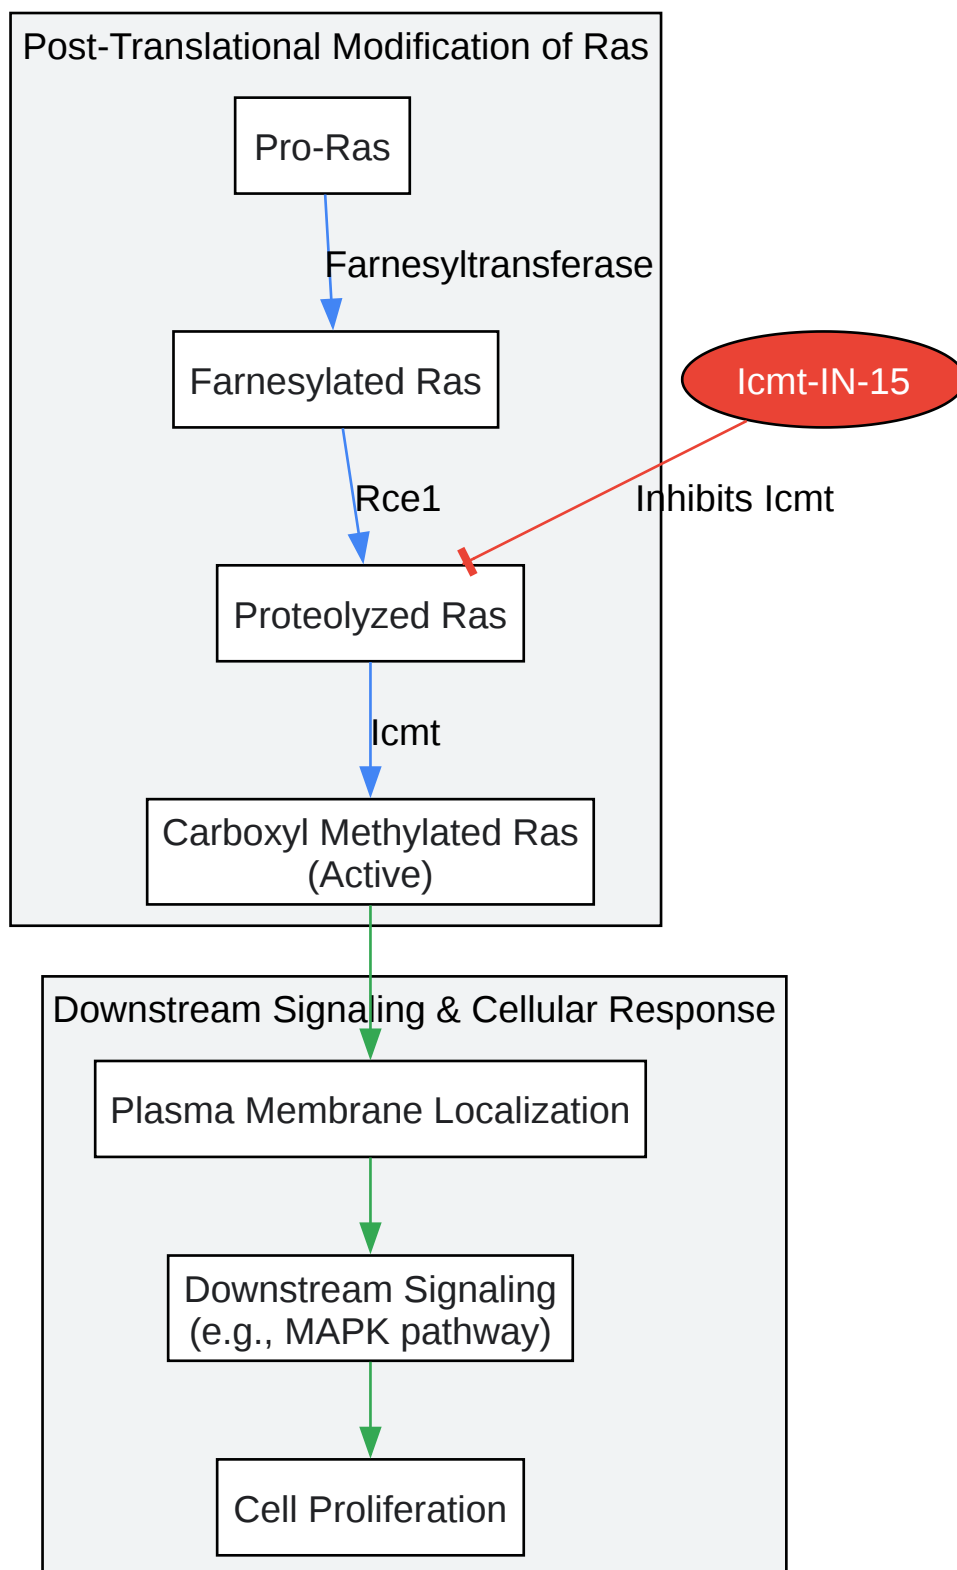 Post-Translational Modification of Ras
Pro-Ras
Farnesyltransferase
Farnesylated Ras
Icmt-IN-15
Rce1
Inhibits Icmt
Proteolyzed Ras
Icmt
Carboxyl Methylated Ras
(Active)
Downstream Signaling & Cellular Response
Plasma Membrane Localization
Downstream Signaling
(e.g., MAPK pathway)
Cell Proliferation